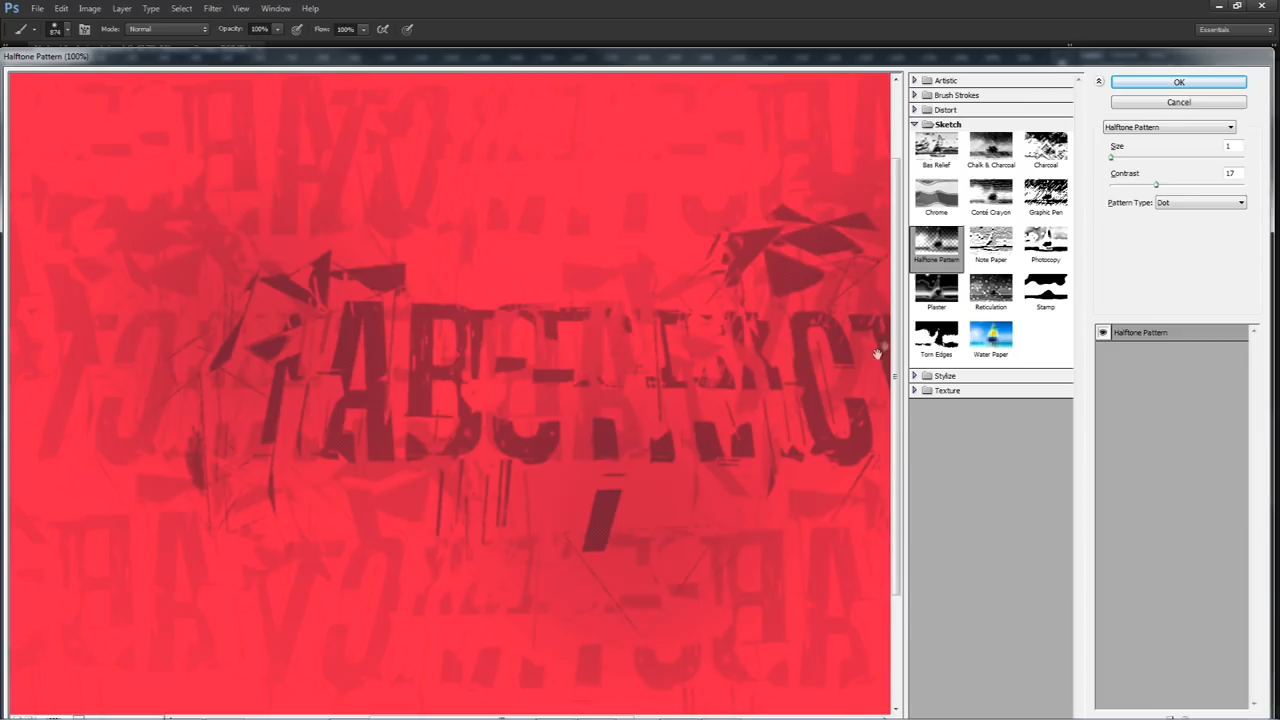 Ps File Edit Image Layer Type Select Filter View Window Help
874 Mode: Normal Opacity: 100% Flow: 100% Essentials
Halftone Pattern (100%)
Artistic
Brush Strokes
Distort
Sketch
Bas Relief Chalk & Charcoal Charcoal
Chrome Conté Crayon Graphic Pen
Halftone Pattern Note Paper Photocopy
Plaster Reticulation Stamp
Torn Edges Water Paper
Stylize
Texture
OK
Cancel
Halftone Pattern
Size 1
Contrast 17
Pattern Type: Dot
Halftone Pattern